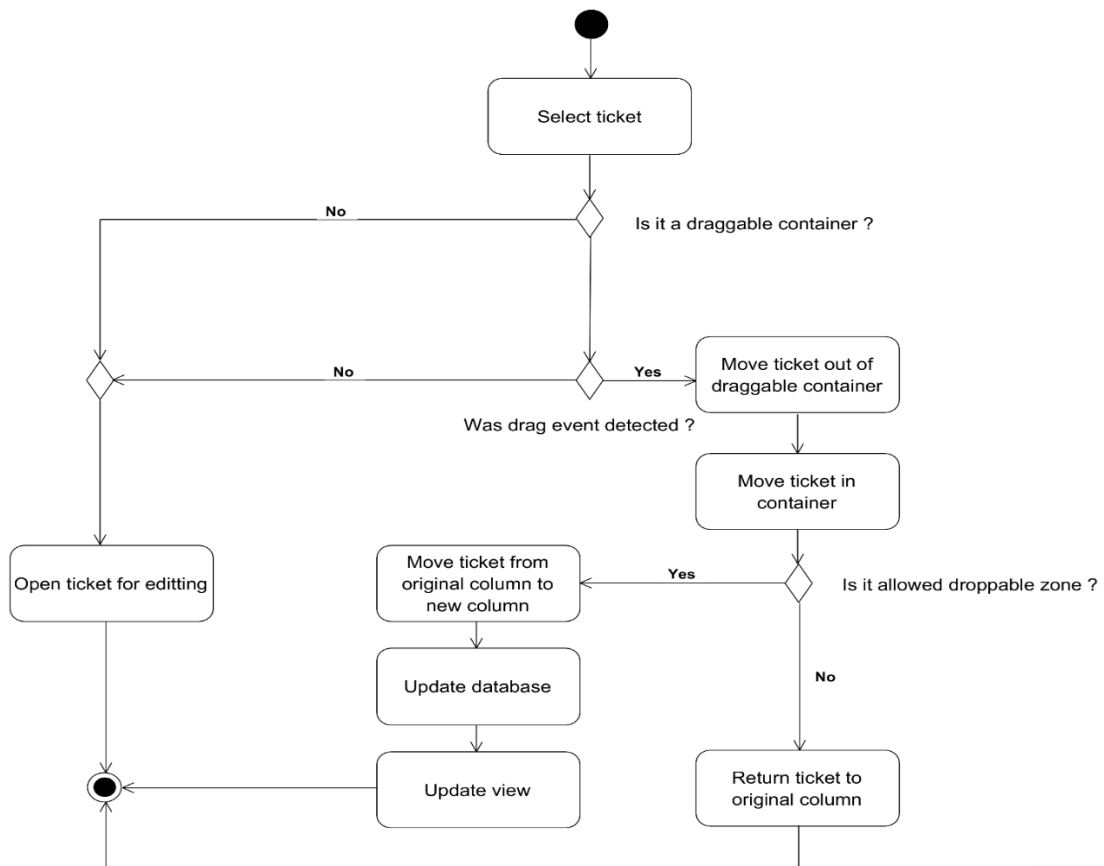 Select ticket
No
Is it a draggable container ?
No
Yes
Move ticket out of
draggable container
Was drag event detected ?
Move ticket in
container
Open ticket for editting
Move ticket from
original column to
new column
Yes
Is it allowed droppable zone ?
Update database
No
Update view
Return ticket to
original column